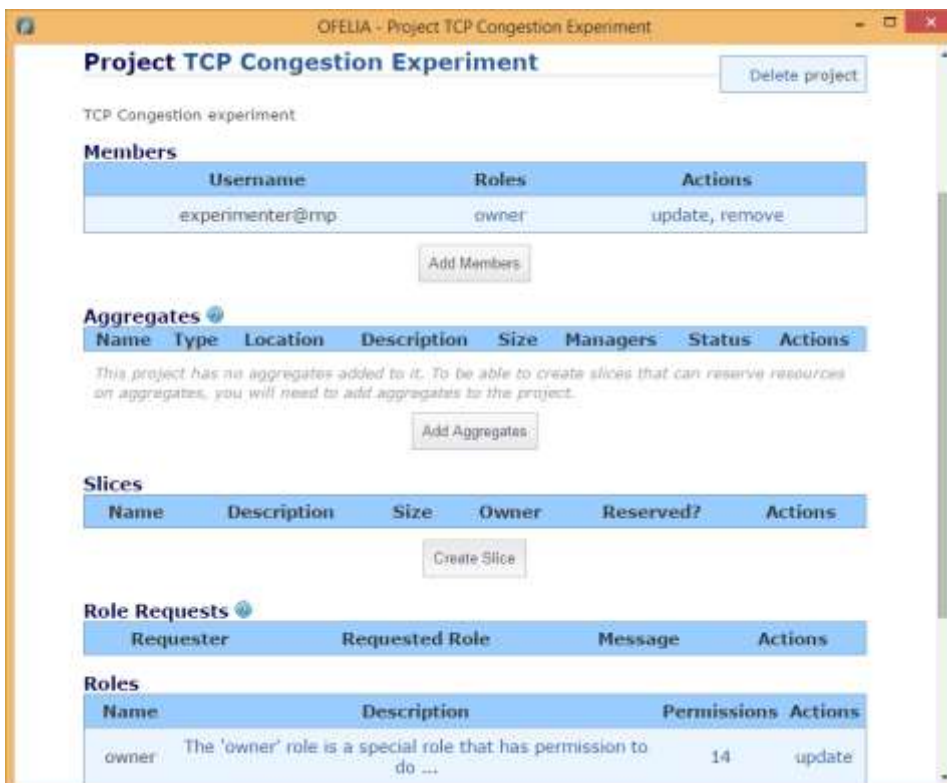 OFELIA - Project TCP Congestion Experiment
Project TCP Congestion Experiment
Delete project
TCP Congestion experiment
Members
Username Roles Actions
experimenter@rnp owner update, remove
Add Members
Aggregates
Name Type Location Description Size Managers Status Actions
This project has no aggregates added to it. To be able to create slices that can reserve resources
on aggregates, you will need to add aggregates to the project.
Add Aggregates
Slices
Name Description Size Owner Reserved? Actions
Create Slice
Role Requests
Requester Requested Role Message Actions
Roles
Name Description Permissions Actions
owner The 'owner' role is a special role that has permission to do ... 14 update